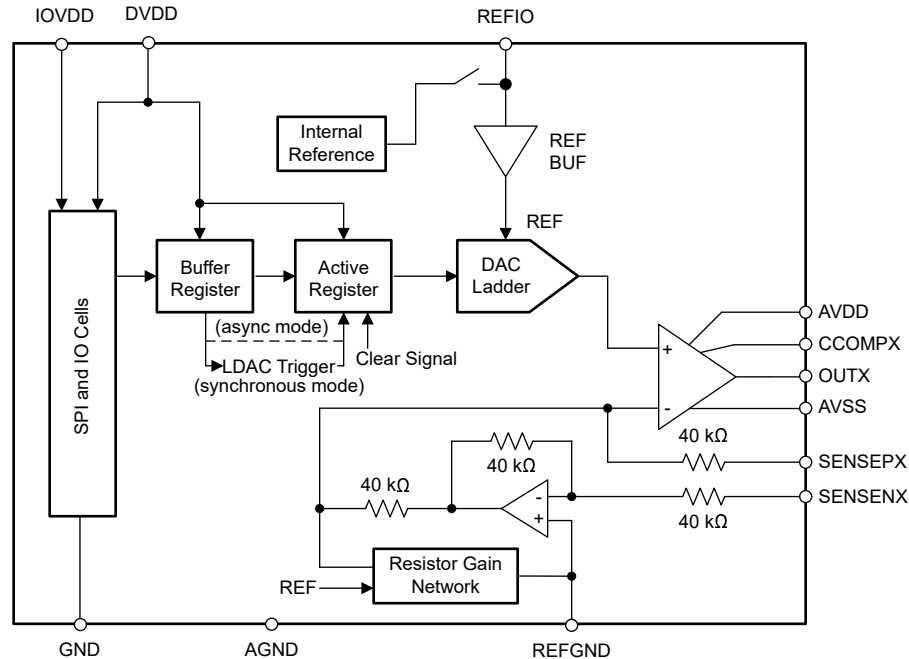 IOVDD
DVDD
REFIO
Internal
Reference
REF
BUF
REF
SPI and IO Cells
Buffer
Register
Active
Register
DAC
Ladder
(async mode)
LDAC Trigger
(synchronous mode)
Clear Signal
+
-
AVDD
CCOMPX
OUTX
AVSS
40 kΩ
SENSEPX
40 kΩ
SENSENX
40 kΩ
40 kΩ
-
+
Resistor Gain
Network
REF
GND
AGND
REFGND